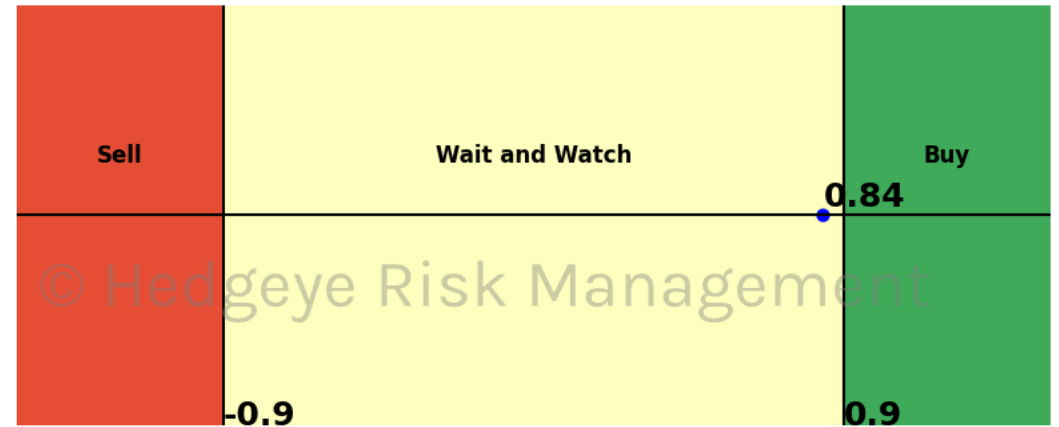 Sell
Wait and Watch
Buy
0.84
© Hedgeye Risk Management
-0.9
0.9